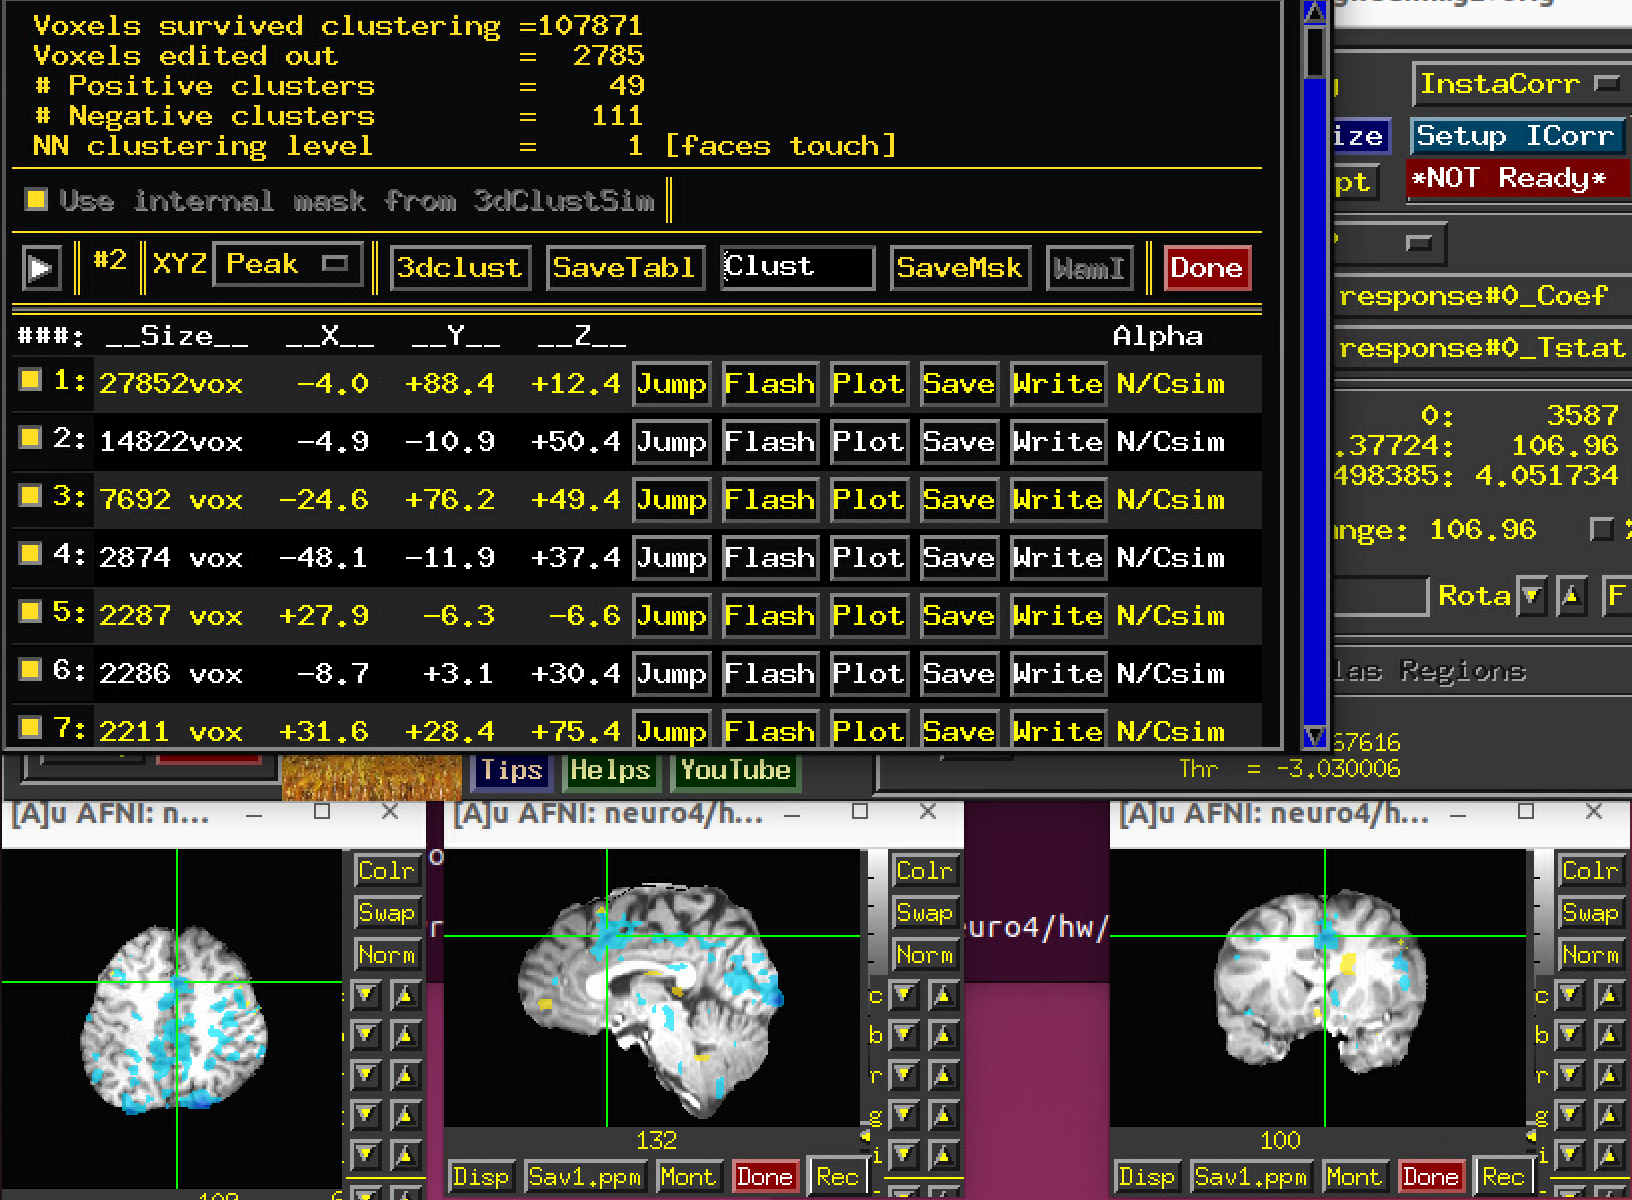 Voxels survived clustering =107871
Voxels edited out = 2785
# Positive clusters = 49
# Negative clusters = 111
NN clustering level = 1 [faces touch]
InstaCorr
Setup ICorr
*NOT Ready*
Use internal mask from 3dClustSim
#2 XYZ Peak 3dclust SaveTabl Clust SaveMsk WamI Done
###: __Size__ __X__ __Y__ __Z__ Alpha
1: 27852vox -4.0 +88.4 +12.4 Jump Flash Plot Save Write N/Csim
2: 14822vox -4.9 -10.9 +50.4 Jump Flash Plot Save Write N/Csim
3: 7692 vox -24.6 +76.2 +49.4 Jump Flash Plot Save Write N/Csim
4: 2874 vox -48.1 -11.9 +37.4 Jump Flash Plot Save Write N/Csim
5: 2287 vox +27.9 -6.3 -6.6 Jump Flash Plot Save Write N/Csim
6: 2286 vox -8.7 +3.1 +30.4 Jump Flash Plot Save Write N/Csim
7: 2211 vox +31.6 +28.4 +75.4 Jump Flash Plot Save Write N/Csim
response#0_Coef
response#0_Tstat
0: 3587
.37724: 106.96
498385: 4.051734
nge: 106.96
Rota F
las Regions
57616
Thr = -3.030006
Tips Helps YouTube
[A]u AFNI: n...
Colr
Swap
Norm
[A]u AFNI: neuro4/h...
Colr
Swap
Norm
c
b
r
g
i
132
Disp Sav1.ppm Mont Done Rec
uro4/hw/
[A]u AFNI: neuro4/h...
Colr
Swap
Norm
c
b
r
g
i
100
Disp Sav1.ppm Mont Done Rec